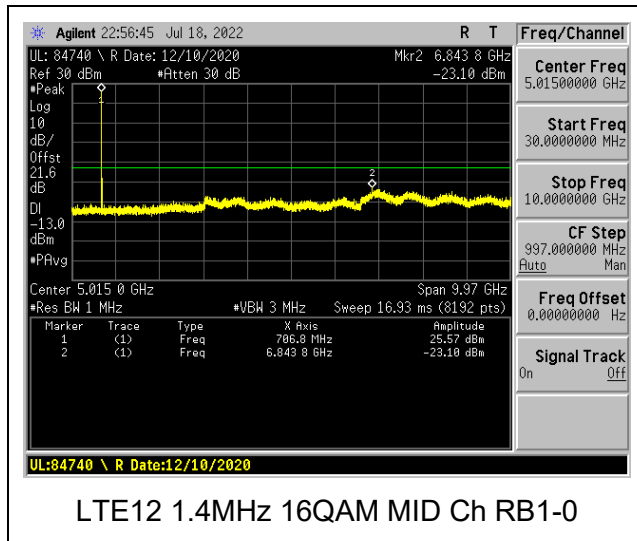 Agilent 22:56:45 Jul 18, 2022 R T Freq/Channel
UL: 84740 \ R Date: 12/10/2020 Mkr2 6.843 8 GHz
Ref 30 dBm #Atten 30 dB -23.10 dBm
#Peak
Log
10
dB/
Offst
21.6
dB
DI
-13.0
dBm
#PAvg
1
2
Center 5.015 0 GHz Span 9.97 GHz
#Res BW 1 MHz #VBW 3 MHz Sweep 16.93 ms (8192 pts)
Marker Trace Type X Axis Amplitude
1 (1) Freq 706.8 MHz 25.57 dBm
2 (1) Freq 6.843 8 GHz -23.10 dBm
UL:84740 \ R Date:12/10/2020
Center Freq
5.01500000 GHz
Start Freq
30.0000000 MHz
Stop Freq
10.0000000 GHz
CF Step
997.000000 MHz
Auto Man
Freq Offset
0.00000000 Hz
Signal Track
On Off
LTE12 1.4MHz 16QAM MID Ch RB1-0